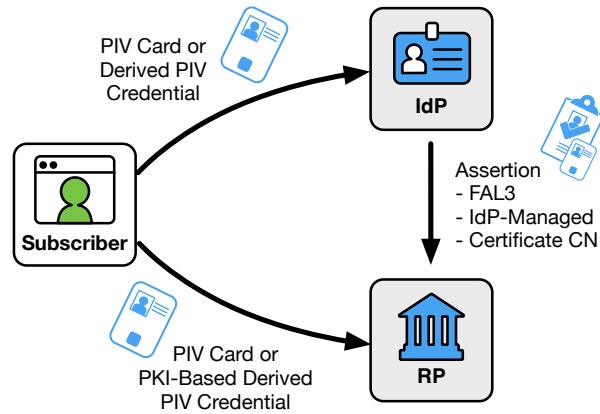 PIV Card or
Derived PIV
Credential
IdP
Assertion
- FAL3
- IdP-Managed
- Certificate CN
Subscriber
PIV Card or
PKI-Based Derived
PIV Credential
RP